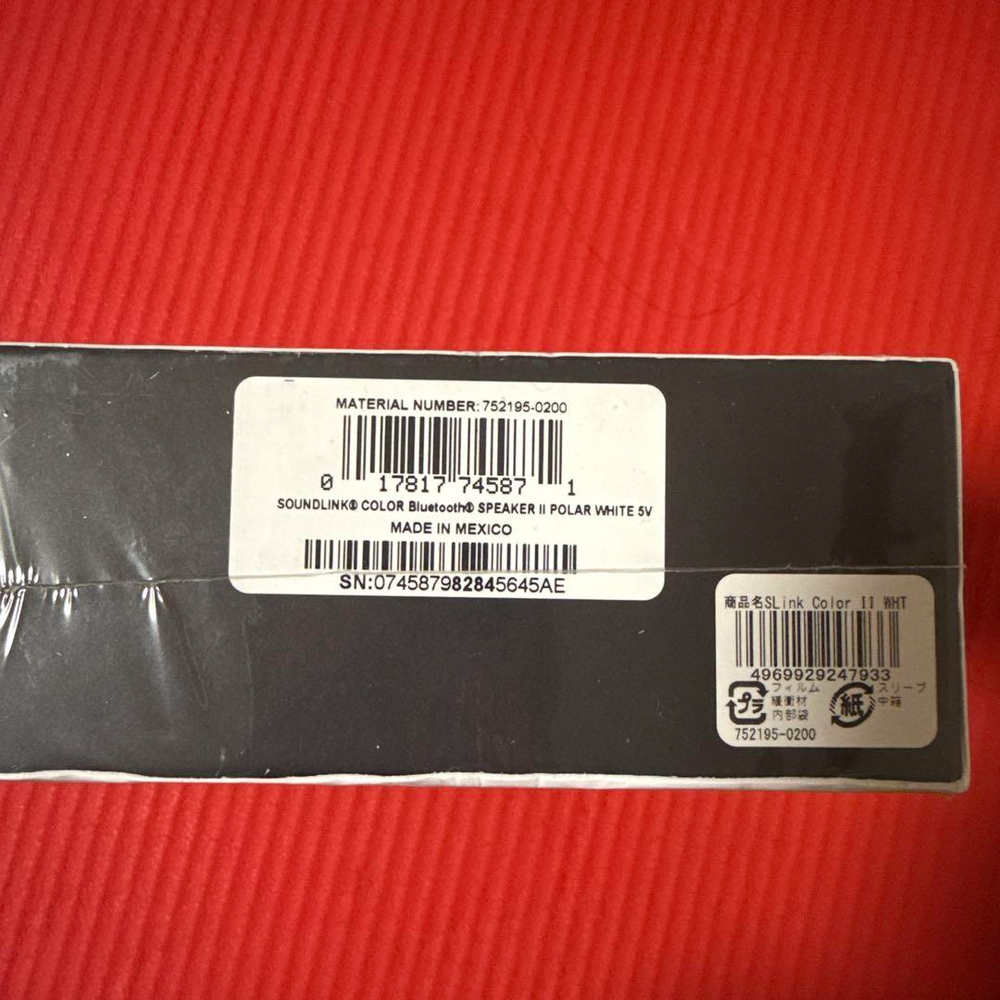 MATERIAL NUMBER: 752195-0200
0 17817 74587 1
SOUNDLINK® COLOR Bluetooth® SPEAKER II POLAR WHITE 5V
MADE IN MEXICO
SN:074587982845645AE
商品名SLink Color II WHT
4969929247933
プラ
フィルム
緩衝材
内部袋
紙
スリーブ
中箱
752195-0200